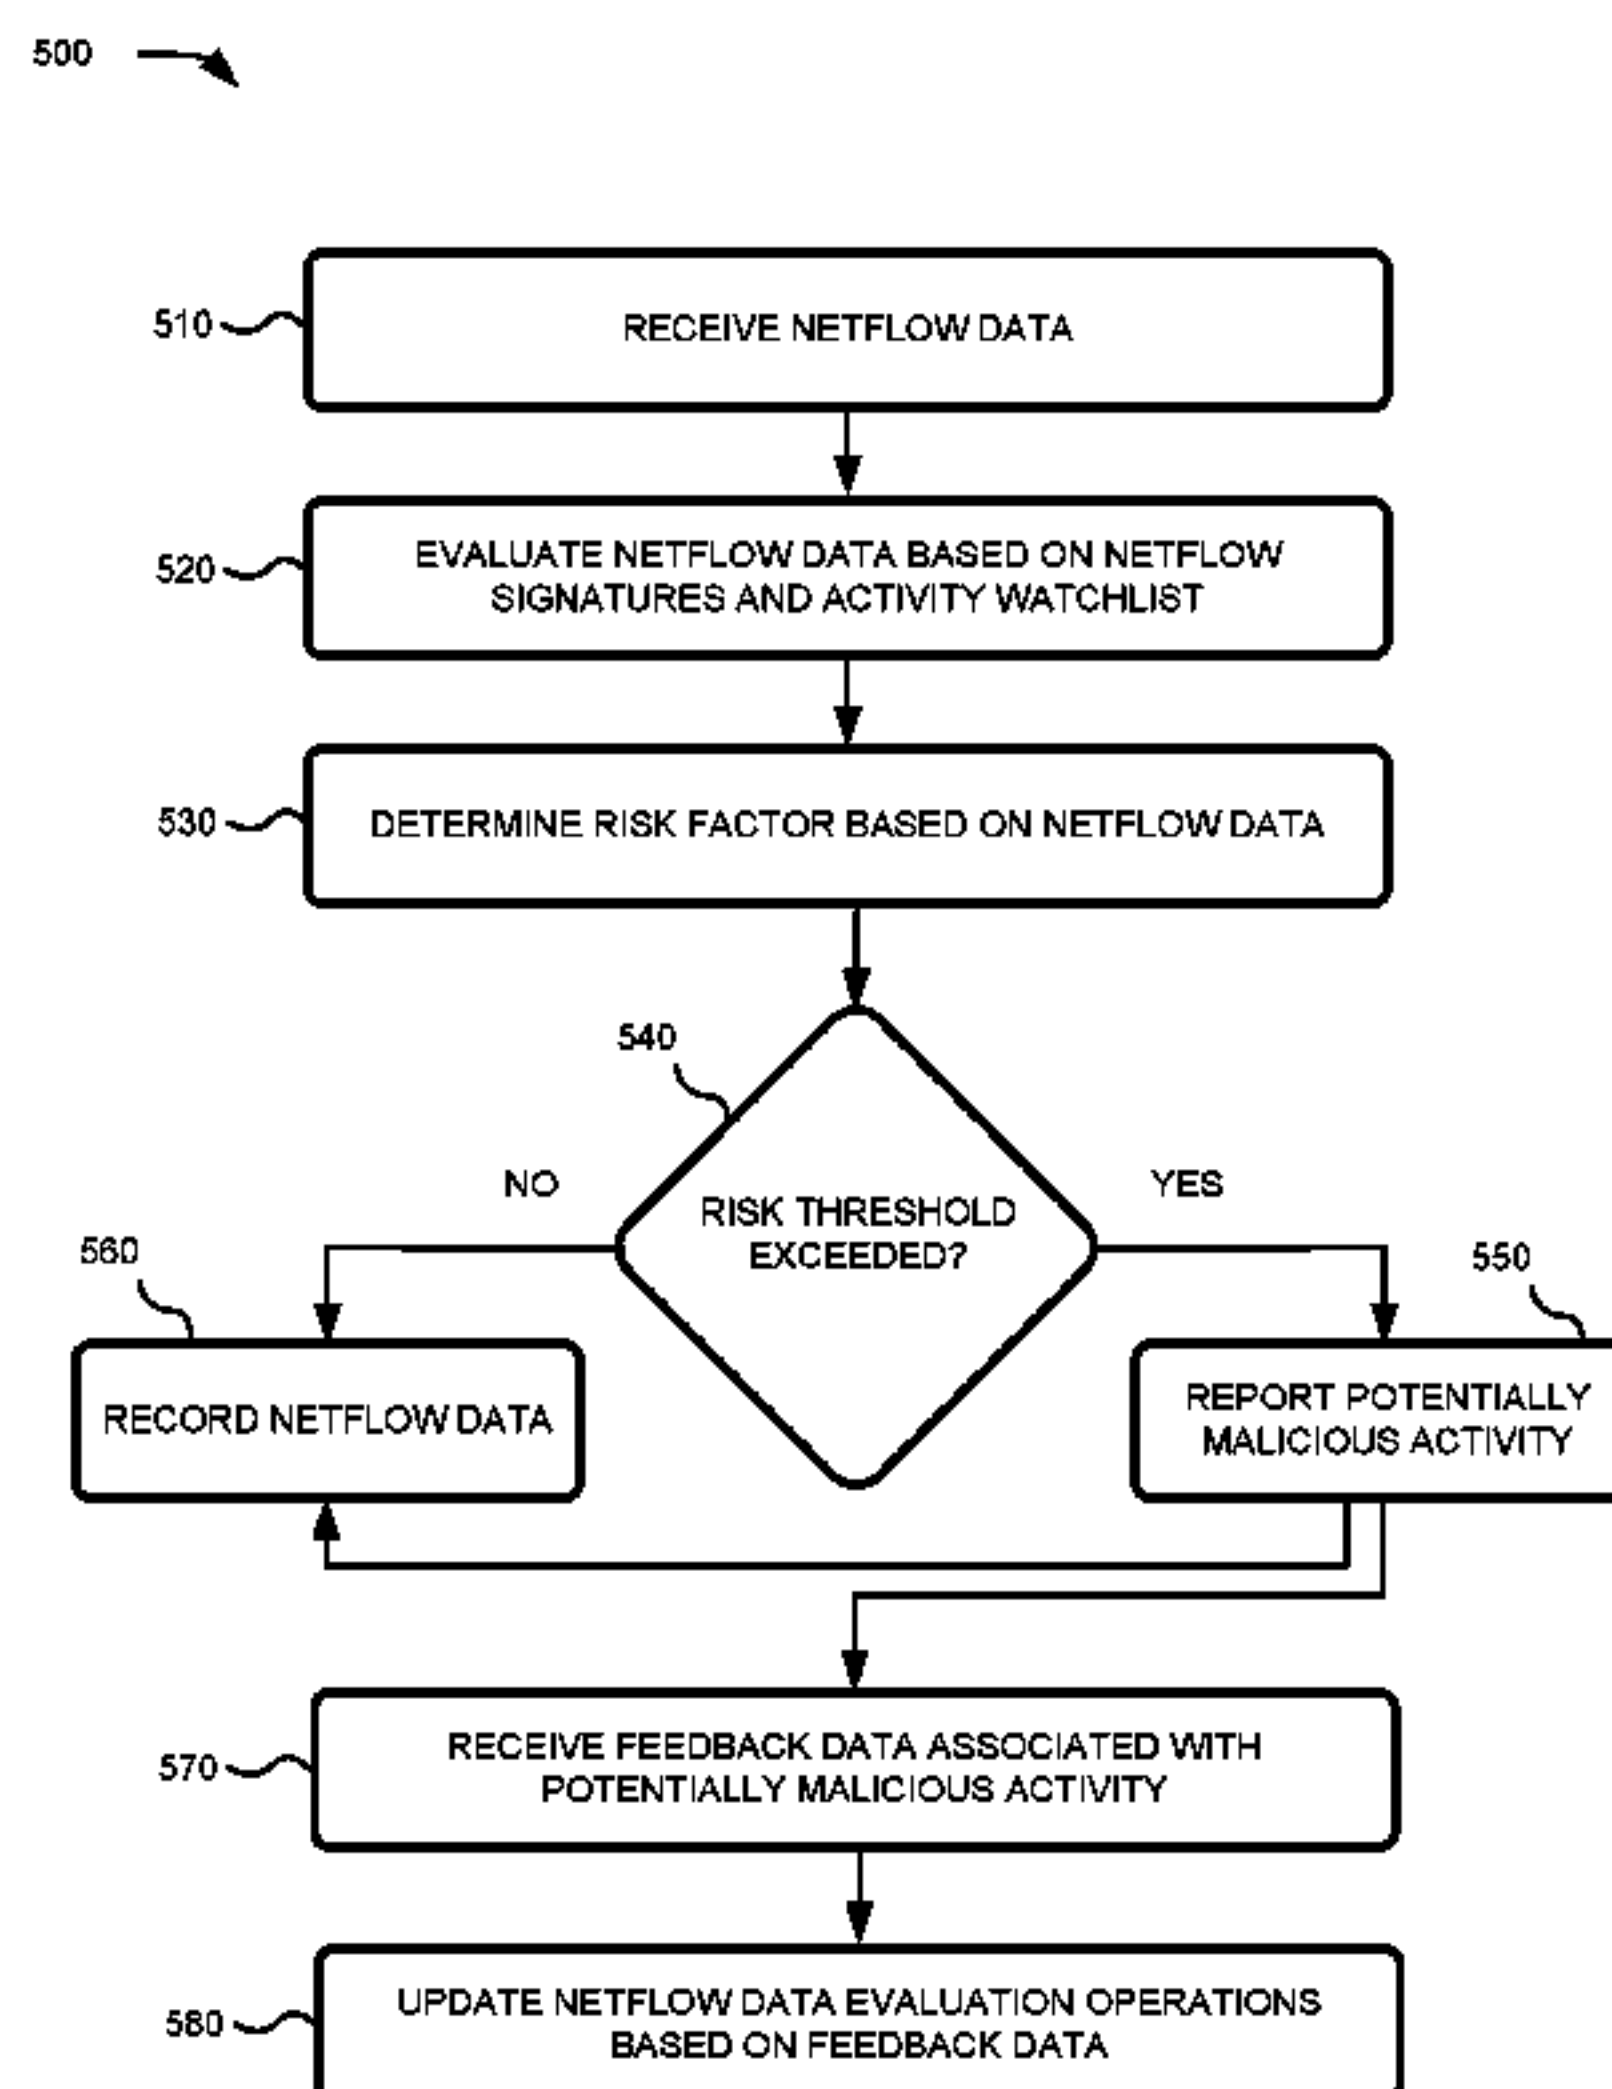 500
510
RECEIVE NETFLOW DATA
520
EVALUATE NETFLOW DATA BASED ON NETFLOW
SIGNATURES AND ACTIVITY WATCHLIST
530
DETERMINE RISK FACTOR BASED ON NETFLOW DATA
540
NO
YES
RISK THRESHOLD
EXCEEDED?
560
550
RECORD NETFLOW DATA
REPORT POTENTIALLY
MALICIOUS ACTIVITY
570
RECEIVE FEEDBACK DATA ASSOCIATED WITH
POTENTIALLY MALICIOUS ACTIVITY
580
UPDATE NETFLOW DATA EVALUATION OPERATIONS
BASED ON FEEDBACK DATA